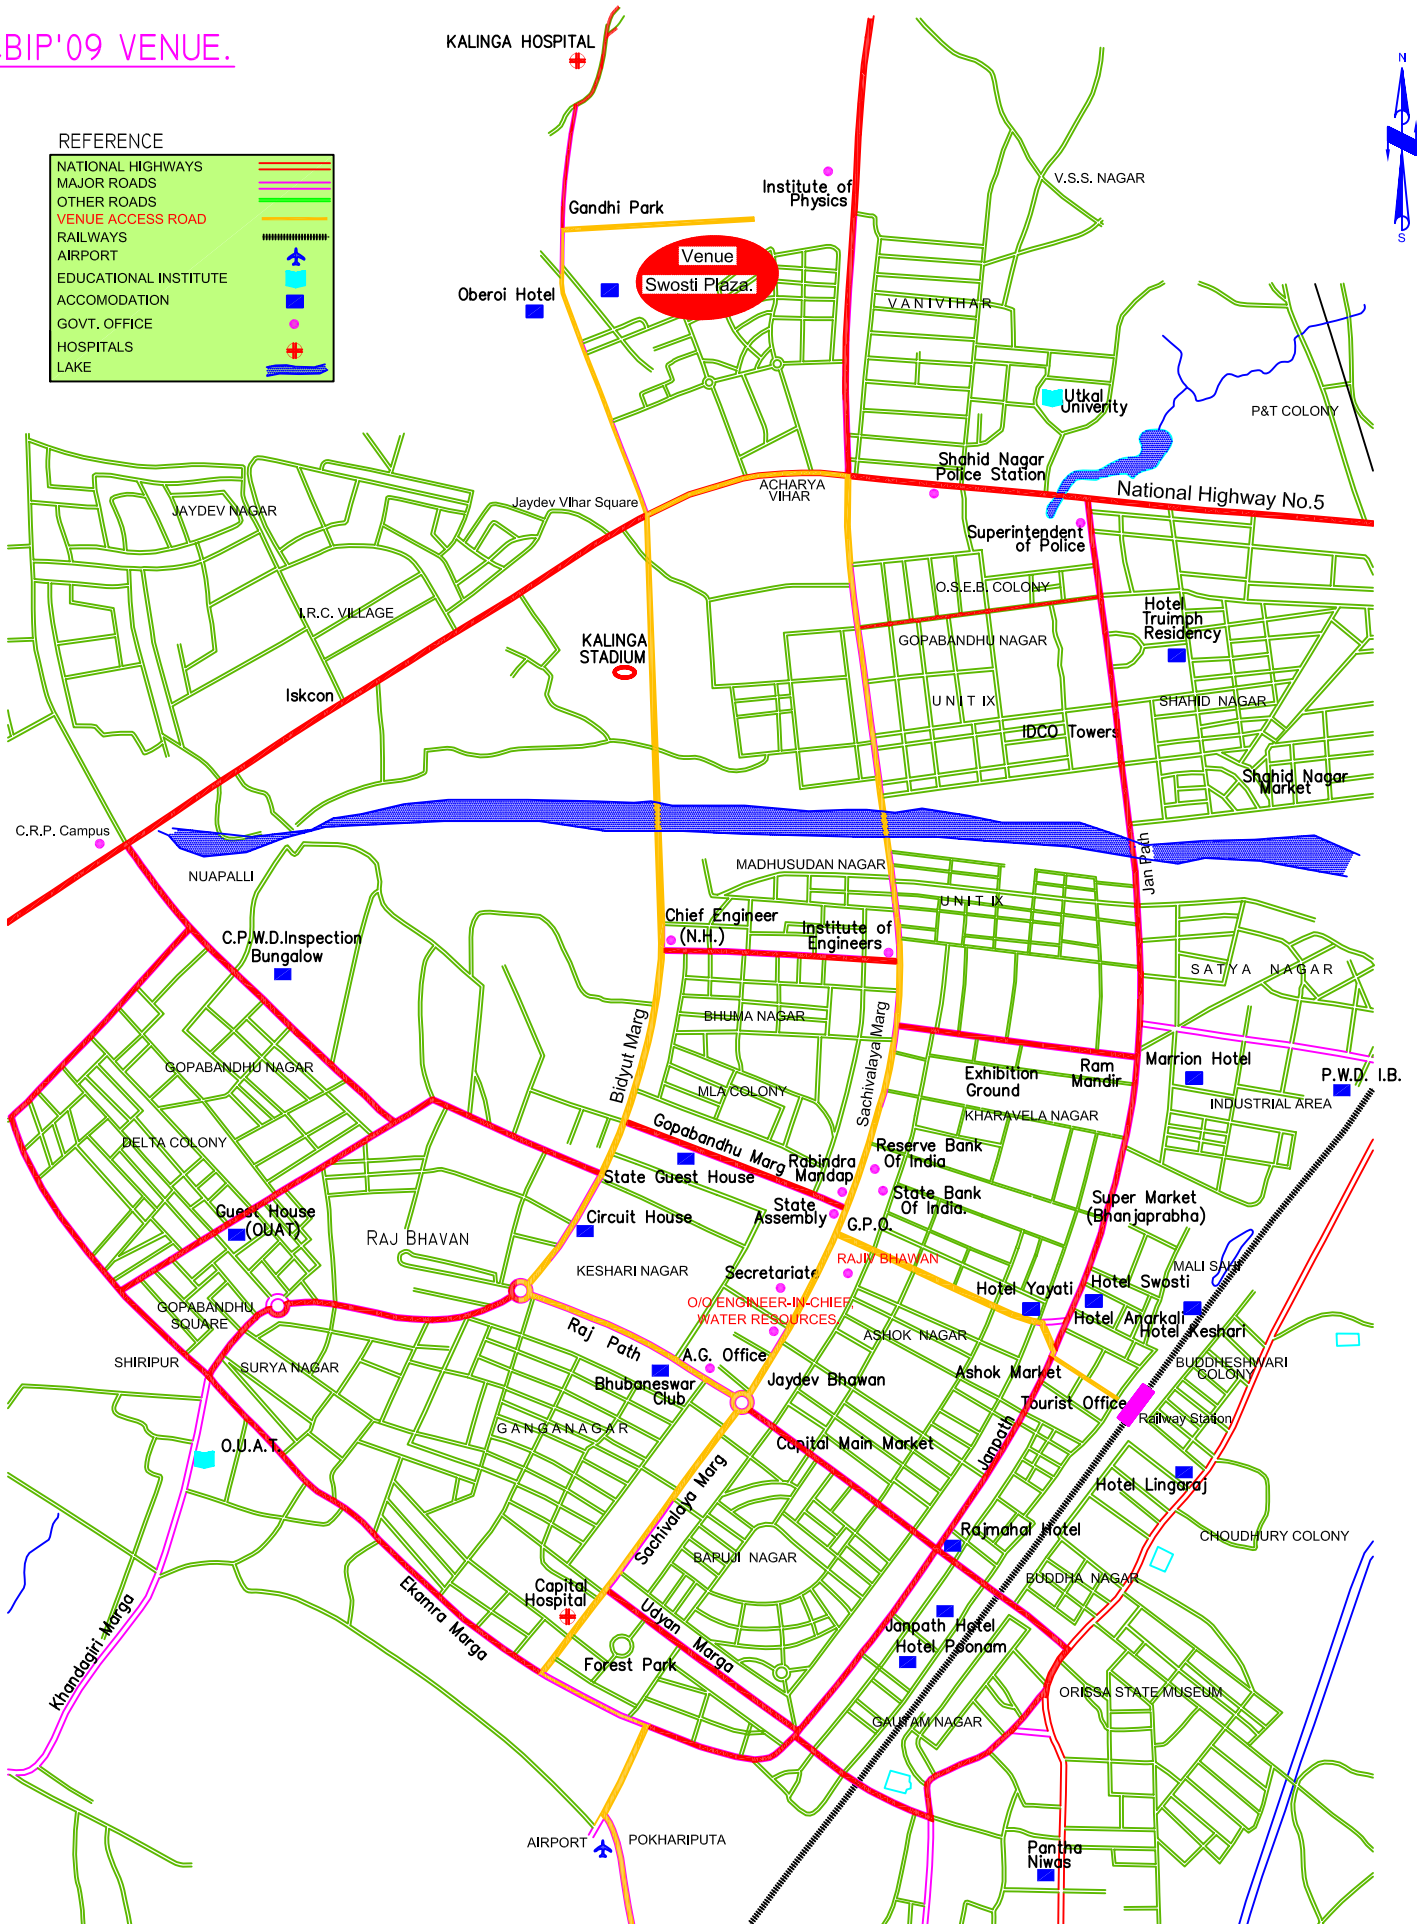 BIP'09 VENUE.
KALINGA HOSPITAL
N
S
REFERENCE
NATIONAL HIGHWAYS
MAJOR ROADS
OTHER ROADS
VENUE ACCESS ROAD
RAILWAYS
AIRPORT
EDUCATIONAL INSTITUTE
ACCOMODATION
GOVT. OFFICE
HOSPITALS
LAKE
Institute of
Physics
V.S.S. NAGAR
Gandhi Park
Venue
Swosti Plaza.
Oberoi Hotel
VANIVIHAR
Utkal
Univerity
P&T COLONY
Shahid Nagar
Police Station
ACHARYA
VIHAR
National Highway No.5
Jaydev Vihar Square
JAYDEV NAGAR
Superintendent
of Police
O.S.E.B. COLONY
I.R.C. VILLAGE
Hotel
Truimph
Residency
KALINGA
STADIUM
GOPABANDHU NAGAR
Iskcon
UNIT IX
SHAHID NAGAR
IDCO Towers
Shahid Nagar
Market
C.R.P. Campus
NUAPALLI
MADHUSUDAN NAGAR
Jan Path
UNIT IX
Chief Engineer
(N.H.)
Institute of
Engineers
C.P.W.D.Inspection
Bungalow
SATYA NAGAR
BHUMA NAGAR
Bidyut Marg
Sachivalaya Marg
GOPABANDHU NAGAR
MLA COLONY
Exhibition
Ground
Ram
Mandir
Marrion Hotel
P.W.D. I.B.
INDUSTRIAL AREA
KHARAVELA NAGAR
DELTA COLONY
Gopabandhu Marg
Reserve Bank
Of India
Rabindra
Mandap
State Guest House
State Bank
Of India.
Super Market
(Bhanjaprabha)
Guest House
(OUAT)
Circuit House
State
Assembly
G.P.O.
RAJ BHAVAN
RAJIV BHAWAN
KESHARI NAGAR
Secretariate
MALI SAHI
Hotel Yayati
Hotel Swosti
O/O ENGINEER-IN-CHIEF,
WATER RESOURCES.
GOPABANDHU
SQUARE
Hotel Anarkali
Hotel Keshari
ASHOK NAGAR
Raj Path
SHIRIPUR
SURYA NAGAR
A.G. Office
BUDDHESHWARI
COLONY
Bhubaneswar
Club
Jaydev Bhawan
Ashok Market
Tourist Office
Railway Station
GANGANAGAR
Capital Main Market
Janpath
O.U.A.T.
Hotel Lingaraj
Sachivalaya Marg
Rajmahal Hotel
CHOUDHURY COLONY
BAPUJI NAGAR
BUDDHA NAGAR
Capital
Hospital
Ekamra Marga
Udyan Marga
Janpath Hotel
Hotel Poonam
Khandagiri Marga
Forest Park
ORISSA STATE MUSEUM
GAUTAM NAGAR
AIRPORT
POKHARIPUTA
Pantha
Niwas